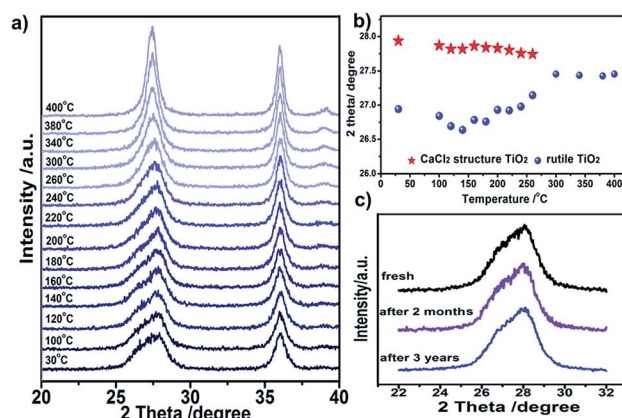 a)
Intensity /a.u.
400°C
380°C
340°C
300°C
260°C
240°C
220°C
200°C
180°C
160°C
140°C
120°C
100°C
30°C
20 25 30 35 40
2 Theta /degree
b)
2 theta/ degree
28.0
27.5
27.0
26.5
26.0
CaCl₂ structure TiO₂ rutile TiO₂
0 50 100 150 200 250 300 350 400
Temperature /°C
c)
Intensity/a.u.
fresh
after 2 months
after 3 years
22 24 26 28 30 32
2 Theta /degree